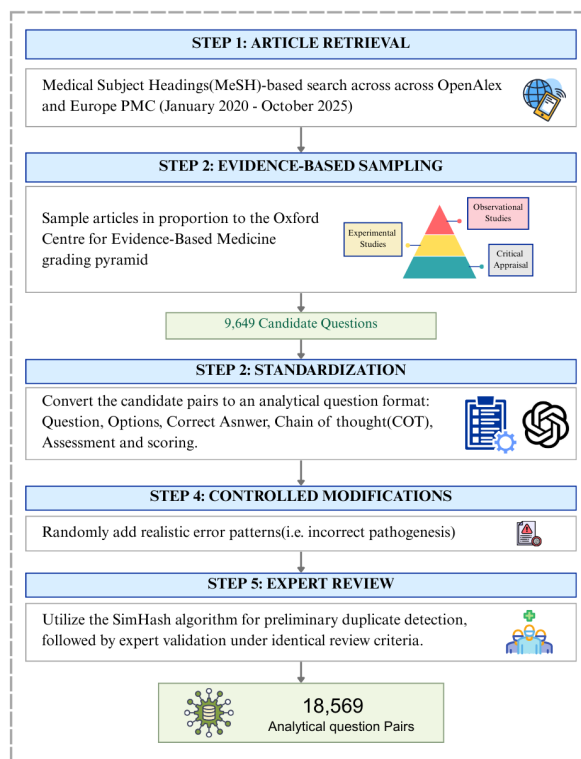 STEP 1: ARTICLE RETRIEVAL
Medical Subject Headings(MeSH)-based search across across OpenAlex
and Europe PMC (January 2020 - October 2025)
STEP 2: EVIDENCE-BASED SAMPLING
Sample articles in proportion to the Oxford
Centre for Evidence-Based Medicine
grading pyramid
Observational
Studies
Experimental
Studies
Critical
Appraisal
9,649 Candidate Questions
STEP 2: STANDARDIZATION
Convert the candidate pairs to an analytical question format:
Question, Options, Correct Asnwer, Chain of thought(COT),
Assessment and scoring.
STEP 4: CONTROLLED MODIFICATIONS
Randomly add realistic error patterns(i.e. incorrect pathogenesis)
STEP 5: EXPERT REVIEW
Utilize the SimHash algorithm for preliminary duplicate detection,
followed by expert validation under identical review criteria.
18,569
Analytical question Pairs